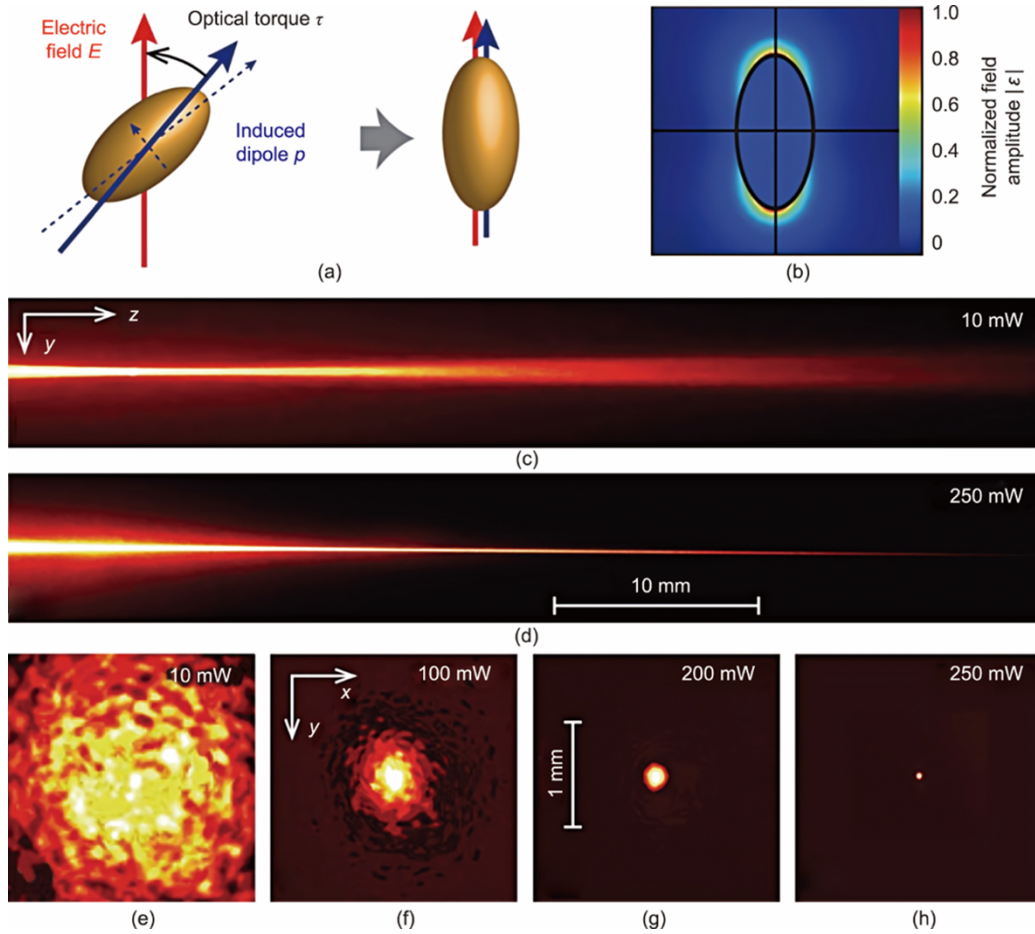 Electric
field E
Optical torque τ
Induced
dipole p
(a)
1.0
0.8
0.6
0.4
0.2
0
Normalized field
amplitude |ε|
(b)
z
y
10 mW
(c)
250 mW
10 mm
(d)
10 mW
(e)
100 mW
x
y
(f)
200 mW
1 mm
(g)
250 mW
(h)